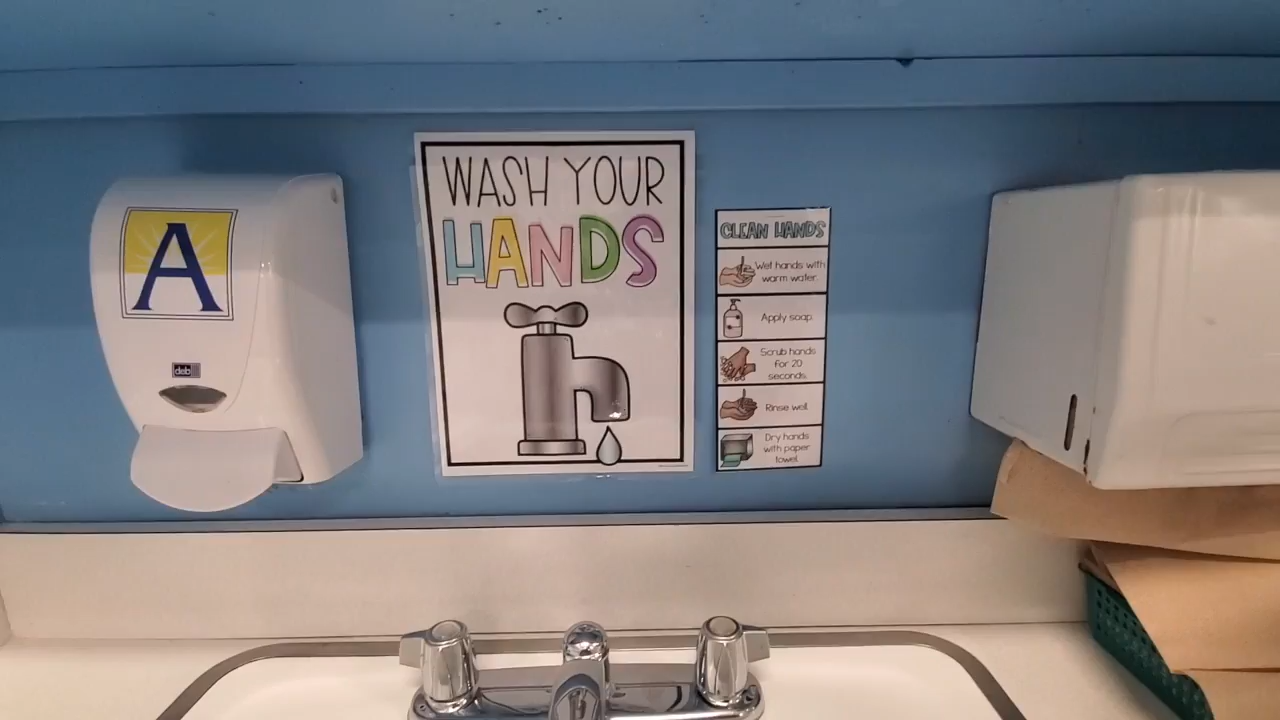 A
deb
WASH YOUR
HANDS
CLEAN HANDS
Wet hands with
warm water.
Apply soap.
Scrub hands
for 20
seconds.
Rinse well.
Dry hands
with paper
towel.